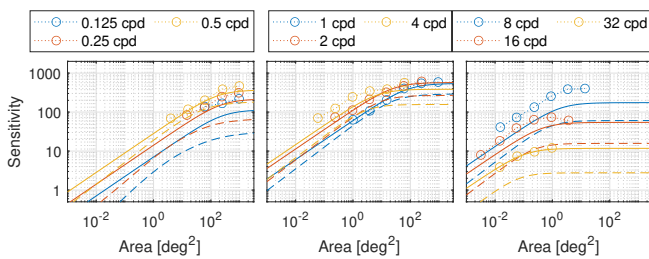 0.125 cpd 0.5 cpd
0.25 cpd
1 cpd 4 cpd
2 cpd
8 cpd 32 cpd
16 cpd
Sensitivity
1000
100
10
1
10^-2 10^0 10^2
Area [deg^2]
10^-2 10^0 10^2
Area [deg^2]
10^-2 10^0 10^2
Area [deg^2]